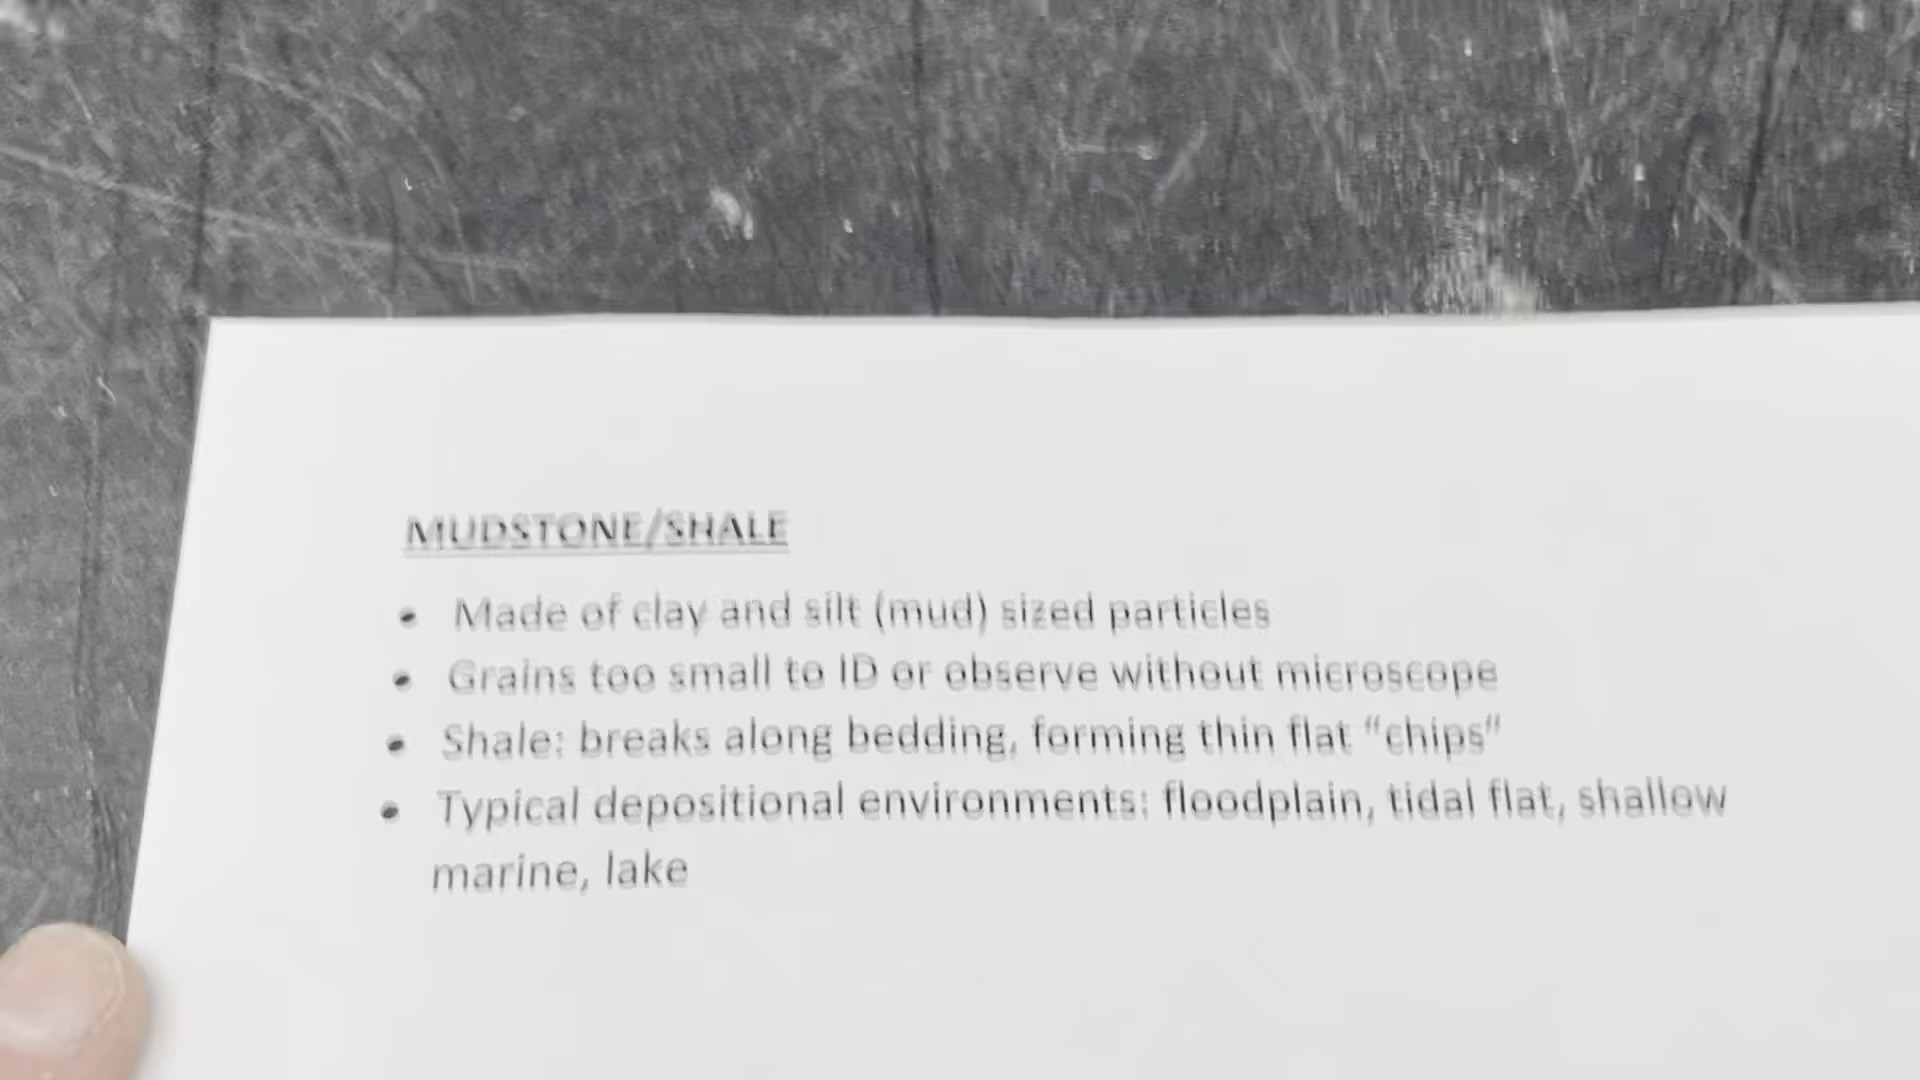 MUDSTONE/SHALE
• Made of clay and silt (mud) sized particles
• Grains too small to ID or observe without microscope
• Shale: breaks along bedding, forming thin flat “chips”
• Typical depositional environments: floodplain, tidal flat, shallow
marine, lake